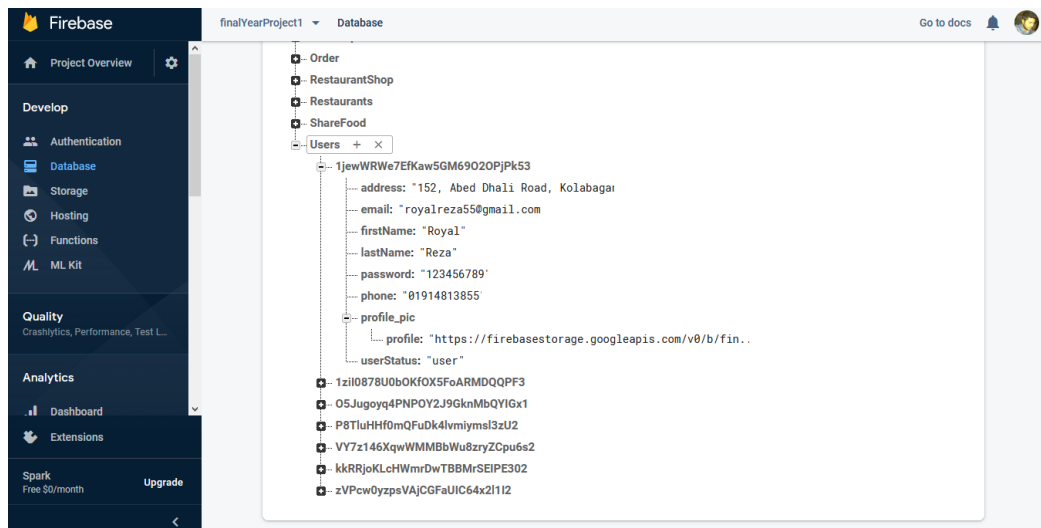 Firebase
finalYearProject1 Database Go to docs
Project Overview
Develop
Authentication
Database
Storage
Hosting
Functions
ML Kit
Quality
Crashlytics, Performance, Test L...
Analytics
Dashboard
Extensions
Spark
Free $0/month
Upgrade
Order
RestaurantShop
Restaurants
ShareFood
Users + ×
1jewWRWe7EfKaw5GM69O2OPjPk53
address: "152, Abed Dhali Road, Kolabagan
email: "royalreza55@gmail.com
firstName: "Royal"
lastName: "Reza"
password: "123456789'
phone: "01914813855'
profile_pic
profile: "https://firebasestorage.googleapis.com/v0/b/fin..
userStatus: "user"
1zil0878U0bOKfOX5FoARMDQQPF3
O5Jugoyq4PNPOY2J9GknMbQYIGx1
P8TluHHf0mQFuDk4lvmiymsl3zU2
VY7z146XqwWMMBbWu8zryZCpu6s2
kkRRjoKLcHWmrDwTBBMrSEIPE302
zVPcw0yzpsVAjCGFaUIC64x2l1I2